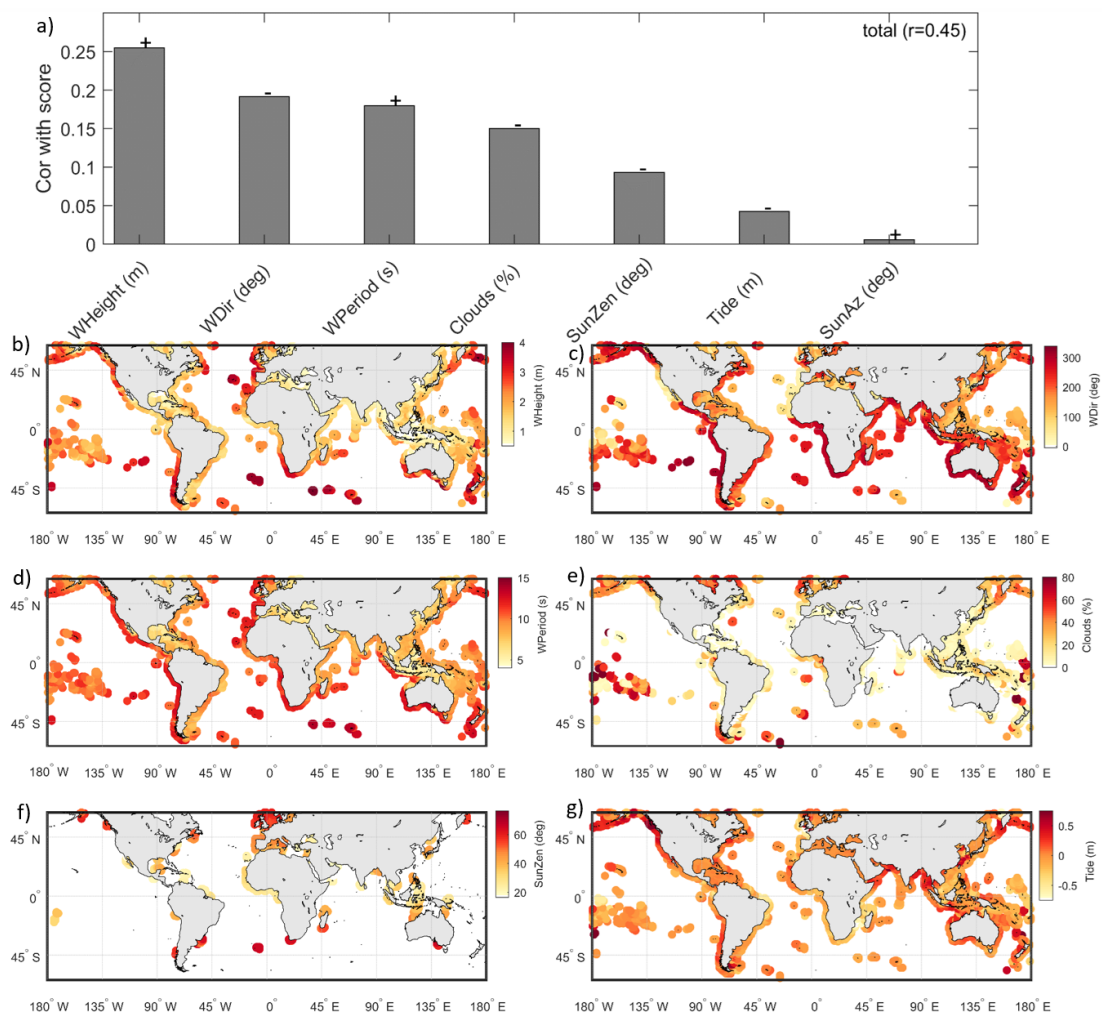 a)
total (r=0.45)
Cor with score
0.25
0.2
0.15
0.1
0.05
0
+
-
+
-
-
-
+
WHeight (m)
WDir (deg)
WPeriod (s)
Clouds (%)
SunZen (deg)
Tide (m)
SunAz (deg)
b)
45° N
0°
45° S
180° W 135° W 90° W 45° W 0° 45° E 90° E 135° E 180° E
4
3
2
1
WHeight (m)
c)
45° N
0°
45° S
180° W 135° W 90° W 45° W 0° 45° E 90° E 135° E 180° E
300
200
100
0
WDir (deg)
d)
45° N
0°
45° S
180° W 135° W 90° W 45° W 0° 45° E 90° E 135° E 180° E
15
10
5
WPeriod (s)
e)
45° N
0°
45° S
180° W 135° W 90° W 45° W 0° 45° E 90° E 135° E 180° E
80
60
40
20
0
Clouds (%)
f)
45° N
0°
45° S
180° W 135° W 90° W 45° W 0° 45° E 90° E 135° E 180° E
60
40
20
SunZen (deg)
g)
45° N
0°
45° S
180° W 135° W 90° W 45° W 0° 45° E 90° E 135° E 180° E
0.5
0
-0.5
Tide (m)